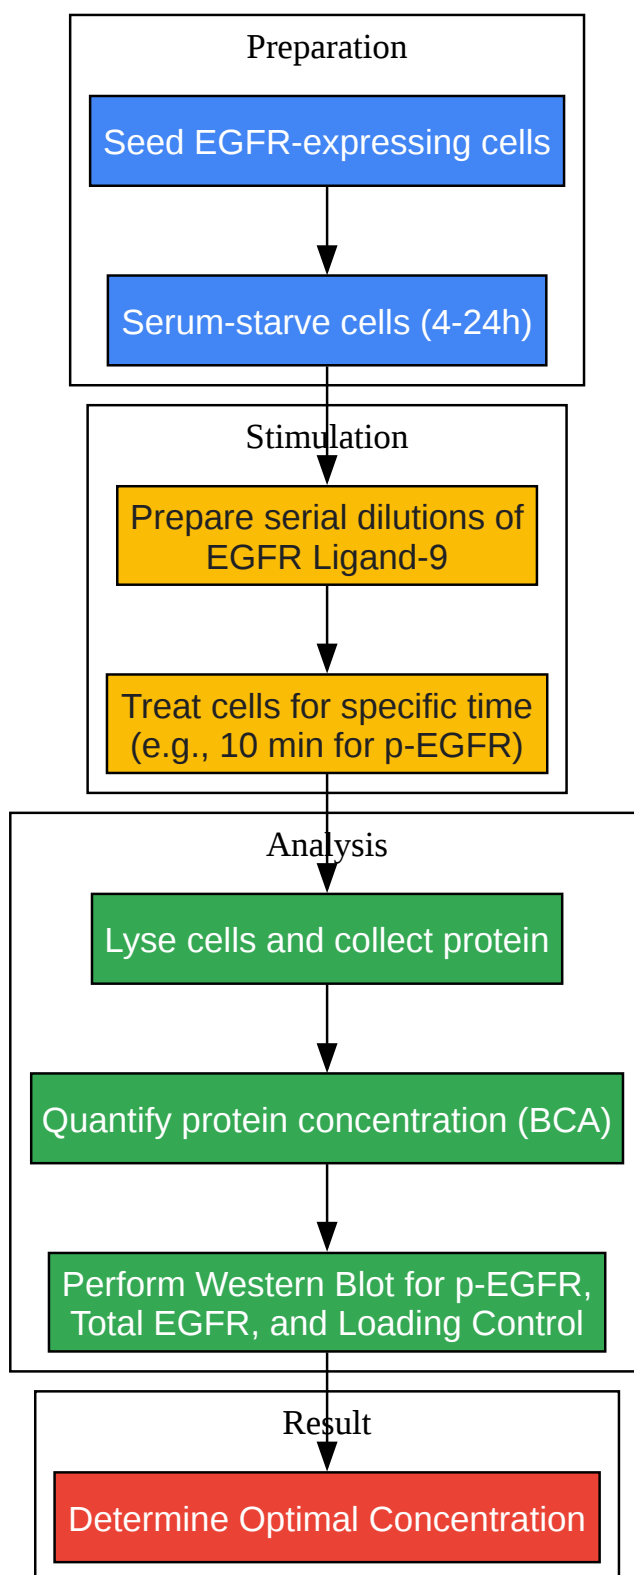 Preparation
Seed EGFR-expressing cells
Serum-starve cells (4-24h)
Stimulation
Prepare serial dilutions of
EGFR Ligand-9
Treat cells for specific time
(e.g., 10 min for p-EGFR)
Analysis
Lyse cells and collect protein
Quantify protein concentration (BCA)
Perform Western Blot for p-EGFR,
Total EGFR, and Loading Control
Result
Determine Optimal Concentration